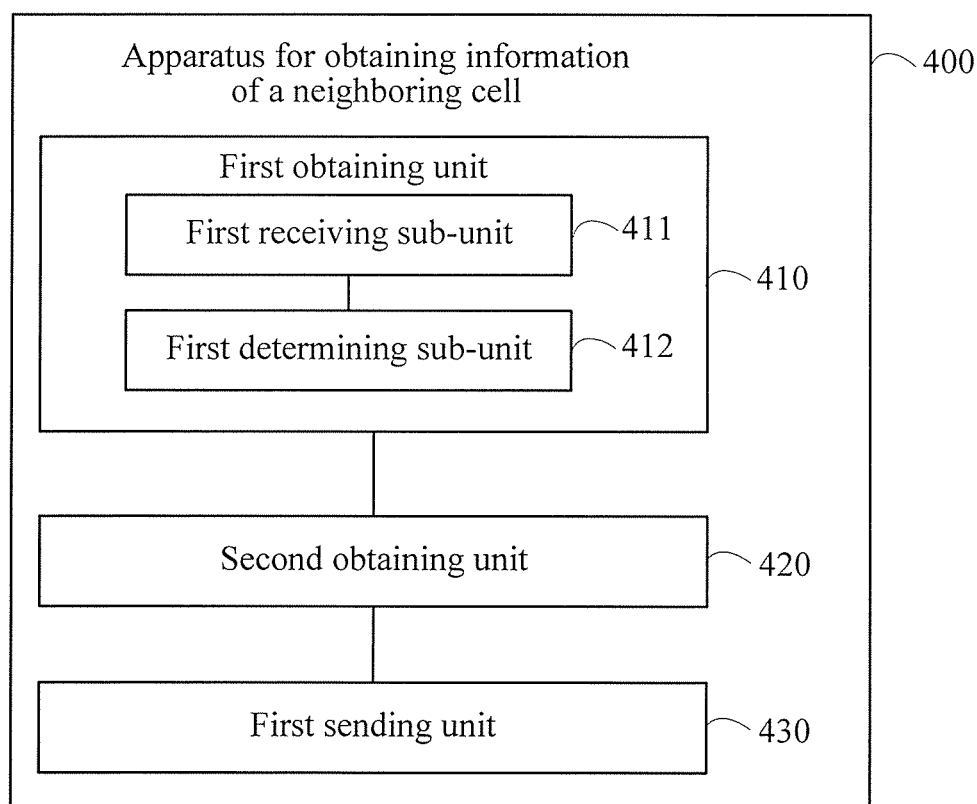 Apparatus for obtaining information
of a neighboring cell
400
First obtaining unit
First receiving sub-unit
411
410
First determining sub-unit
412
Second obtaining unit
420
First sending unit
430